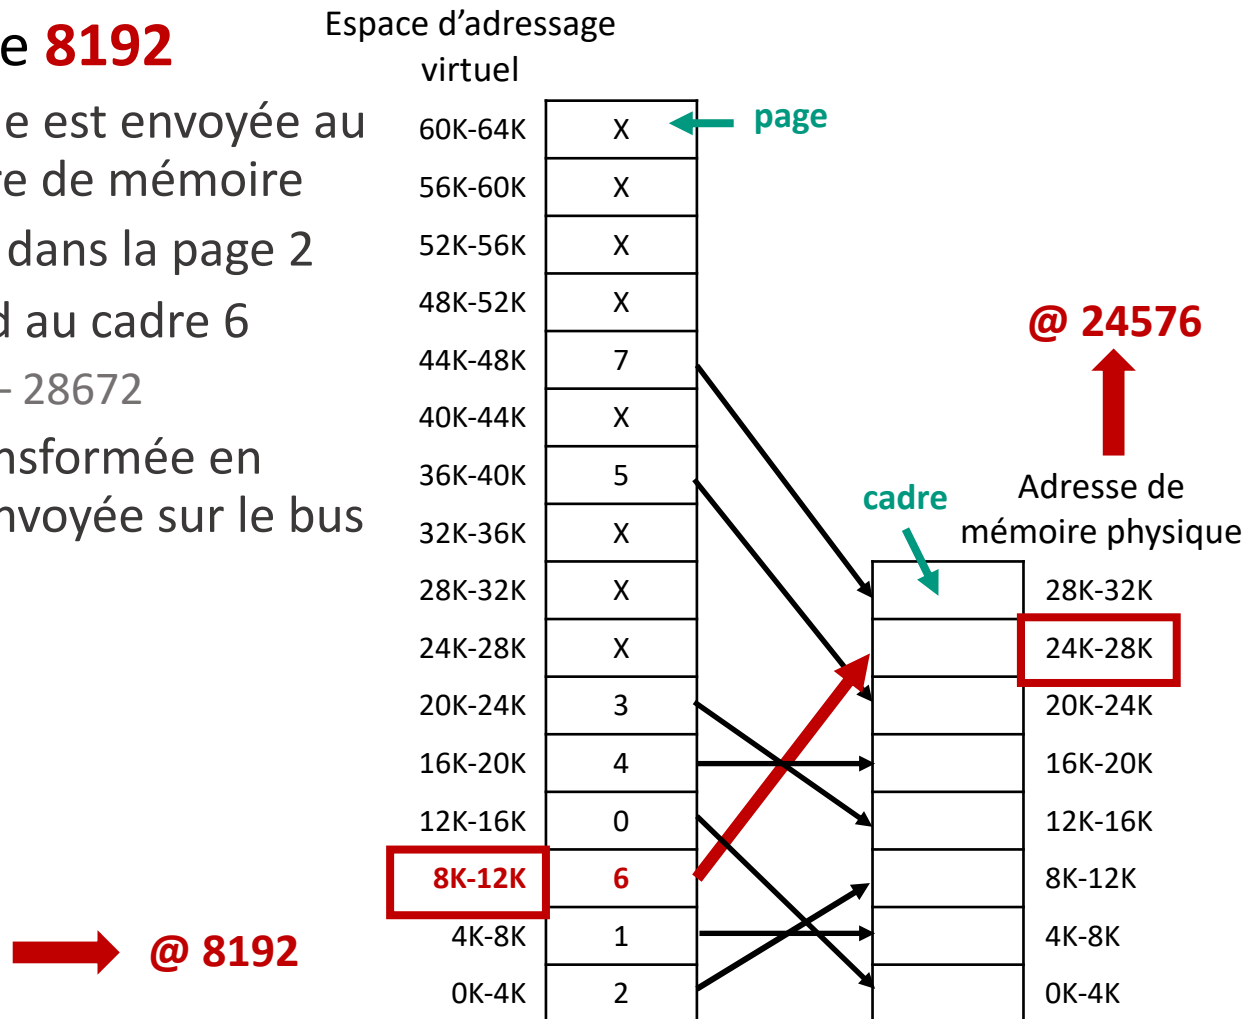 e 8192
e est envoyée au
re de mémoire
dans la page 2
d au cadre 6
- 28672
nsformée en
nvoyée sur le bus
@ 8192
Espace d’adressage
virtuel
page
60K-64K X
56K-60K X
52K-56K X
48K-52K X
44K-48K 7
40K-44K X
36K-40K 5
32K-36K X
28K-32K X
24K-28K X
20K-24K 3
16K-20K 4
12K-16K 0
8K-12K 6
4K-8K 1
0K-4K 2
@ 24576
Adresse de
mémoire physique
cadre
28K-32K
24K-28K
20K-24K
16K-20K
12K-16K
8K-12K
4K-8K
0K-4K